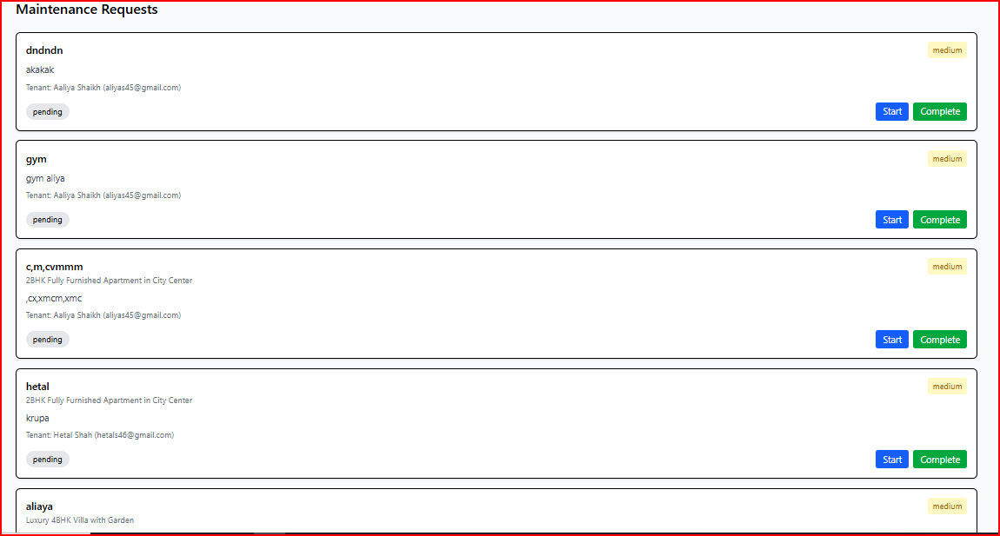 Maintenance Requests
dndndn
medium
akakak
Tenant: Aaliya Shaikh (aliyas45@gmail.com)
pending
Start
Complete
gym
medium
gym aliya
Tenant: Aaliya Shaikh (aliyas45@gmail.com)
pending
Start
Complete
c,m,cvmmm
medium
2BHK Fully Furnished Apartment in City Center
,cx,xmcm,xmc
Tenant: Aaliya Shaikh (aliyas45@gmail.com)
pending
Start
Complete
hetal
medium
2BHK Fully Furnished Apartment in City Center
krupa
Tenant: Hetal Shah (hetals46@gmail.com)
pending
Start
Complete
aliaya
medium
Luxury 4BHK Villa with Garden